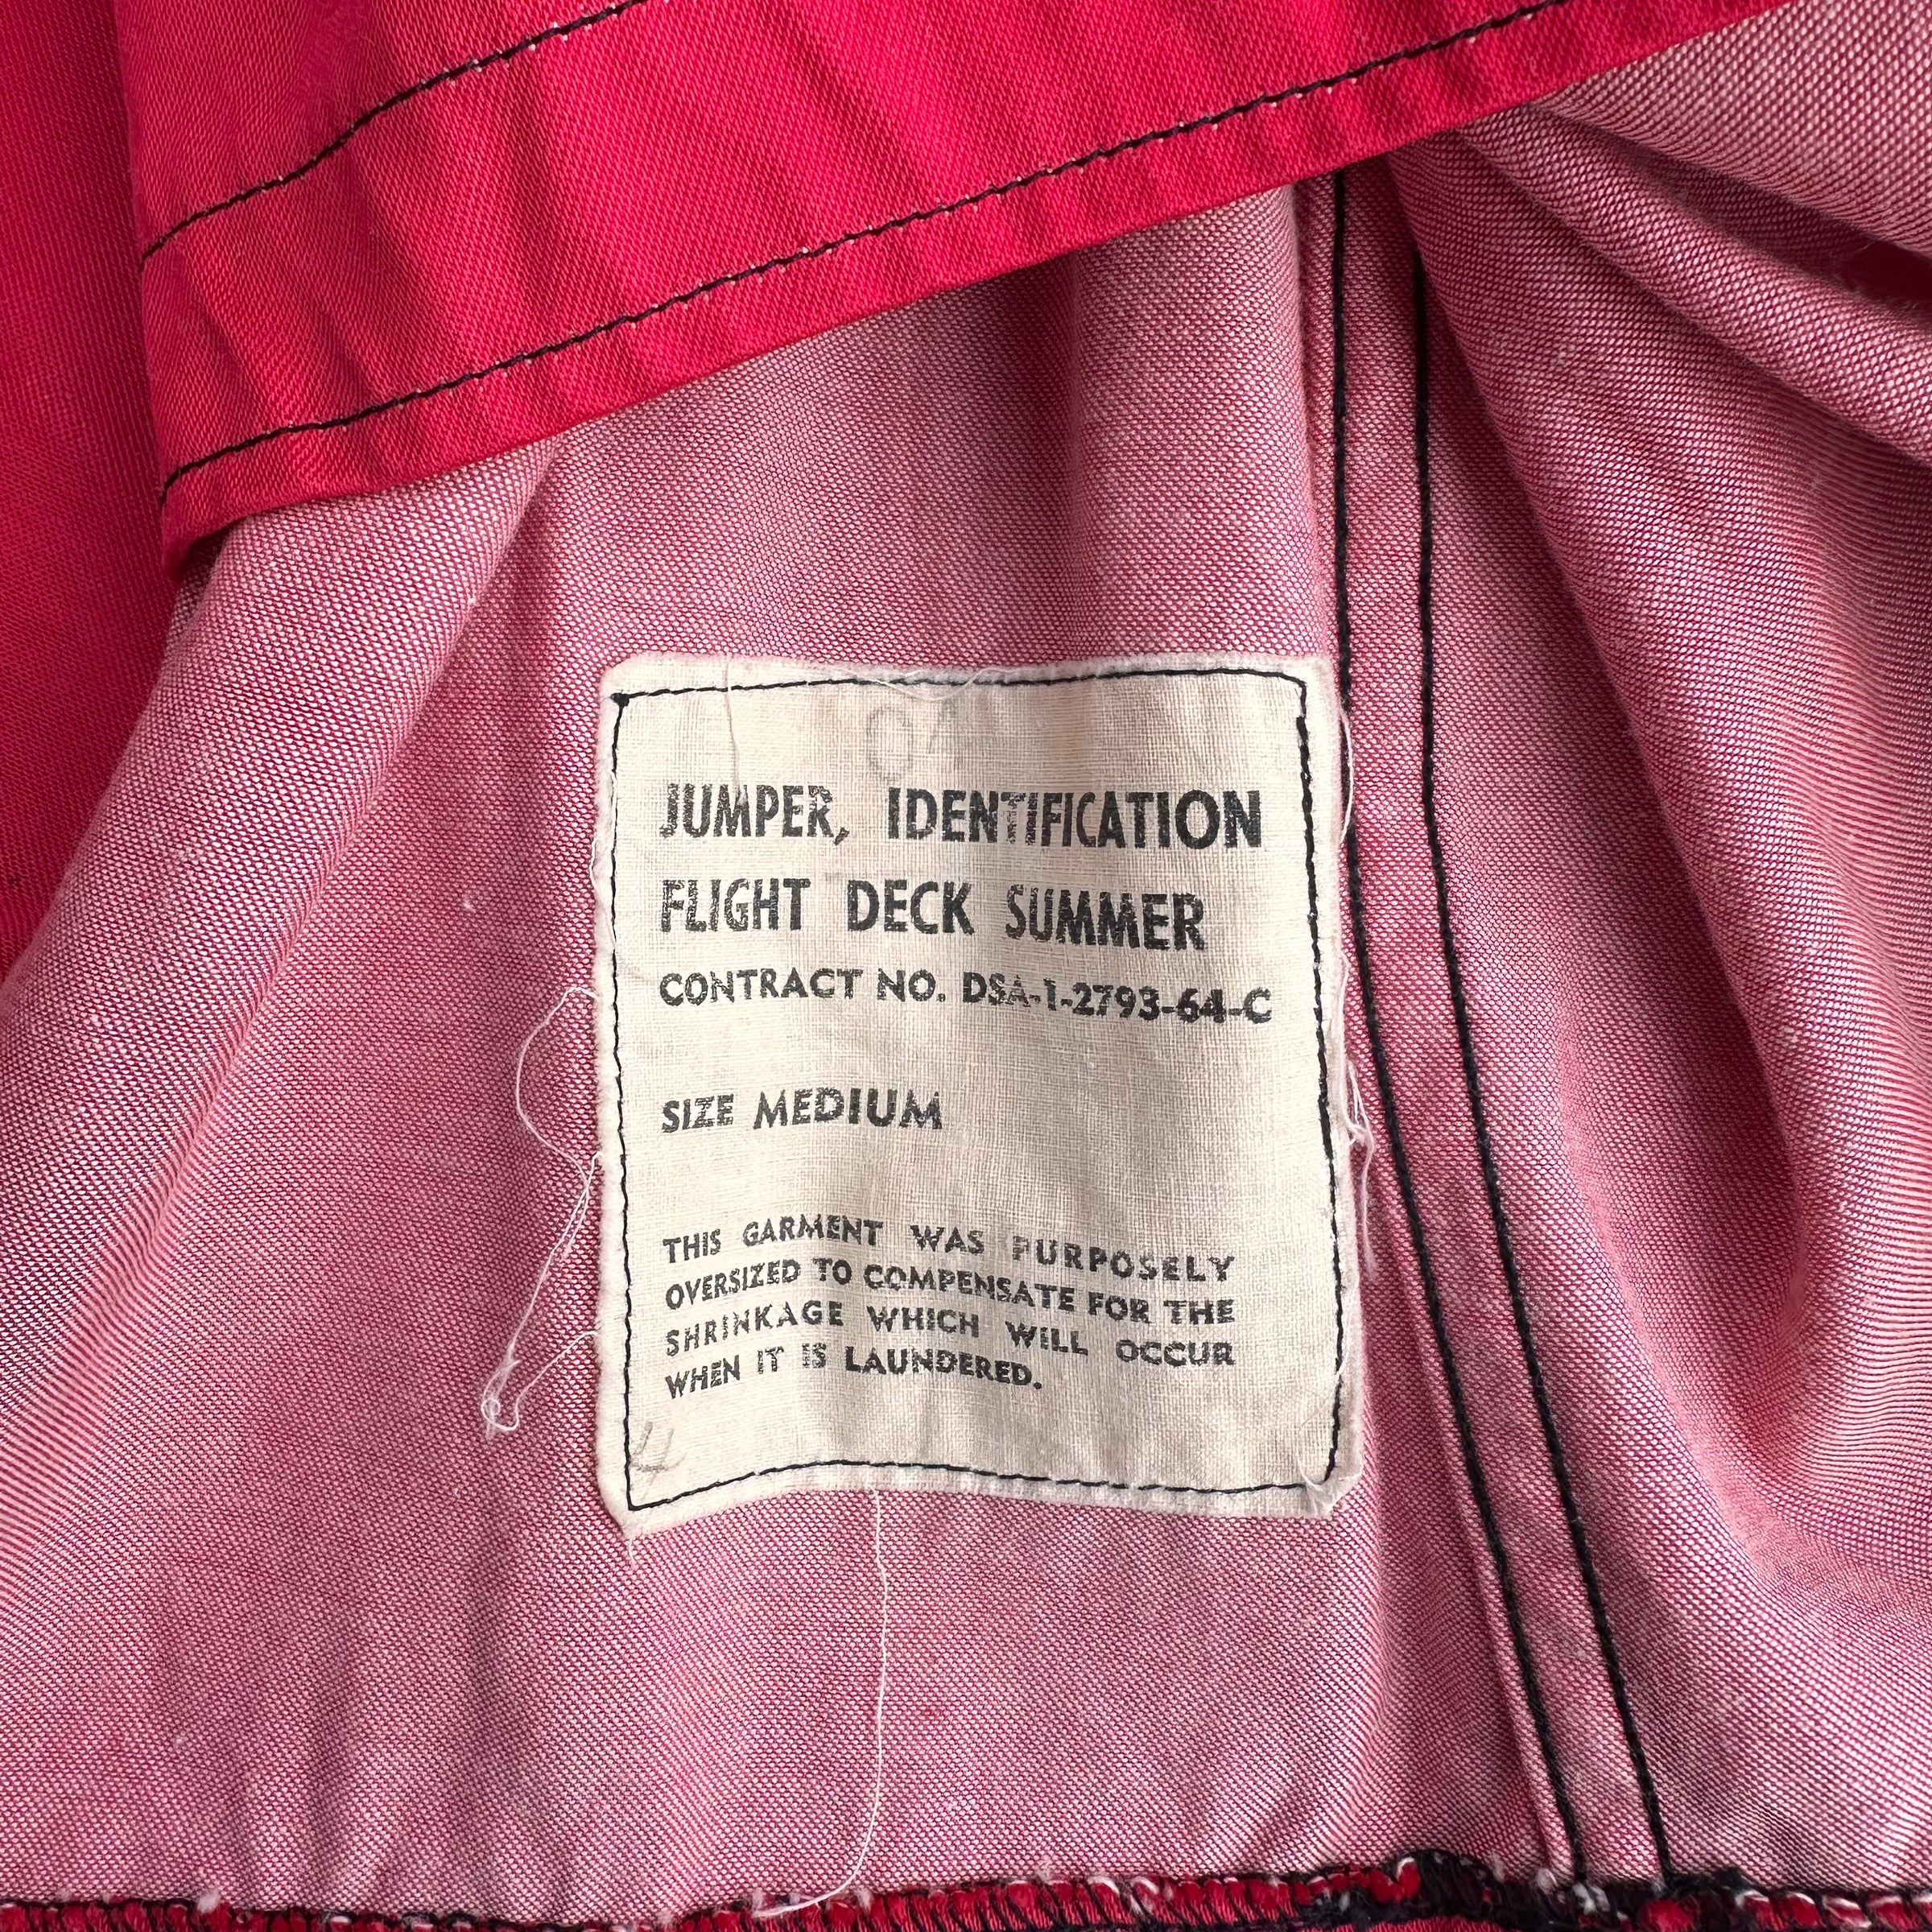 JUMPER, IDENTIFICATION
FLIGHT DECK SUMMER
CONTRACT NO. DSA-1-2793-64-C
SIZE MEDIUM
THIS GARMENT WAS PURPOSELY
OVERSIZED TO COMPENSATE FOR THE
SHRINKAGE WHICH WILL OCCUR
WHEN IT IS LAUNDERED.
4